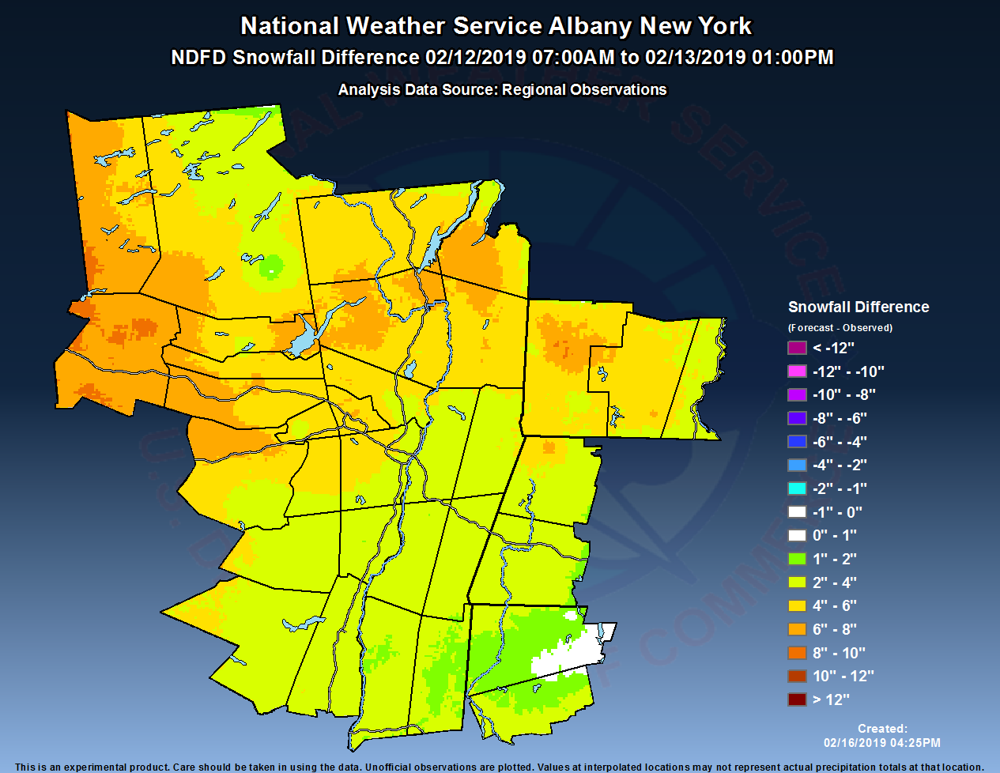 National Weather Service Albany New York
NDFD Snowfall Difference 02/12/2019 07:00AM to 02/13/2019 01:00PM
Analysis Data Source: Regional Observations
Snowfall Difference
(Forecast - Observed)
< -12"
-12" - -10"
-10" - -8"
-8" - -6"
-6" - -4"
-4" - -2"
-2" - -1"
-1" - 0"
0" - 1"
1" - 2"
2" - 4"
4" - 6"
6" - 8"
8" - 10"
10" - 12"
> 12"
Created:
02/16/2019 04:25PM
This is an experimental product. Care should be taken in using the data. Unofficial observations are plotted. Values at interpolated locations may not represent actual precipitation totals at that location.